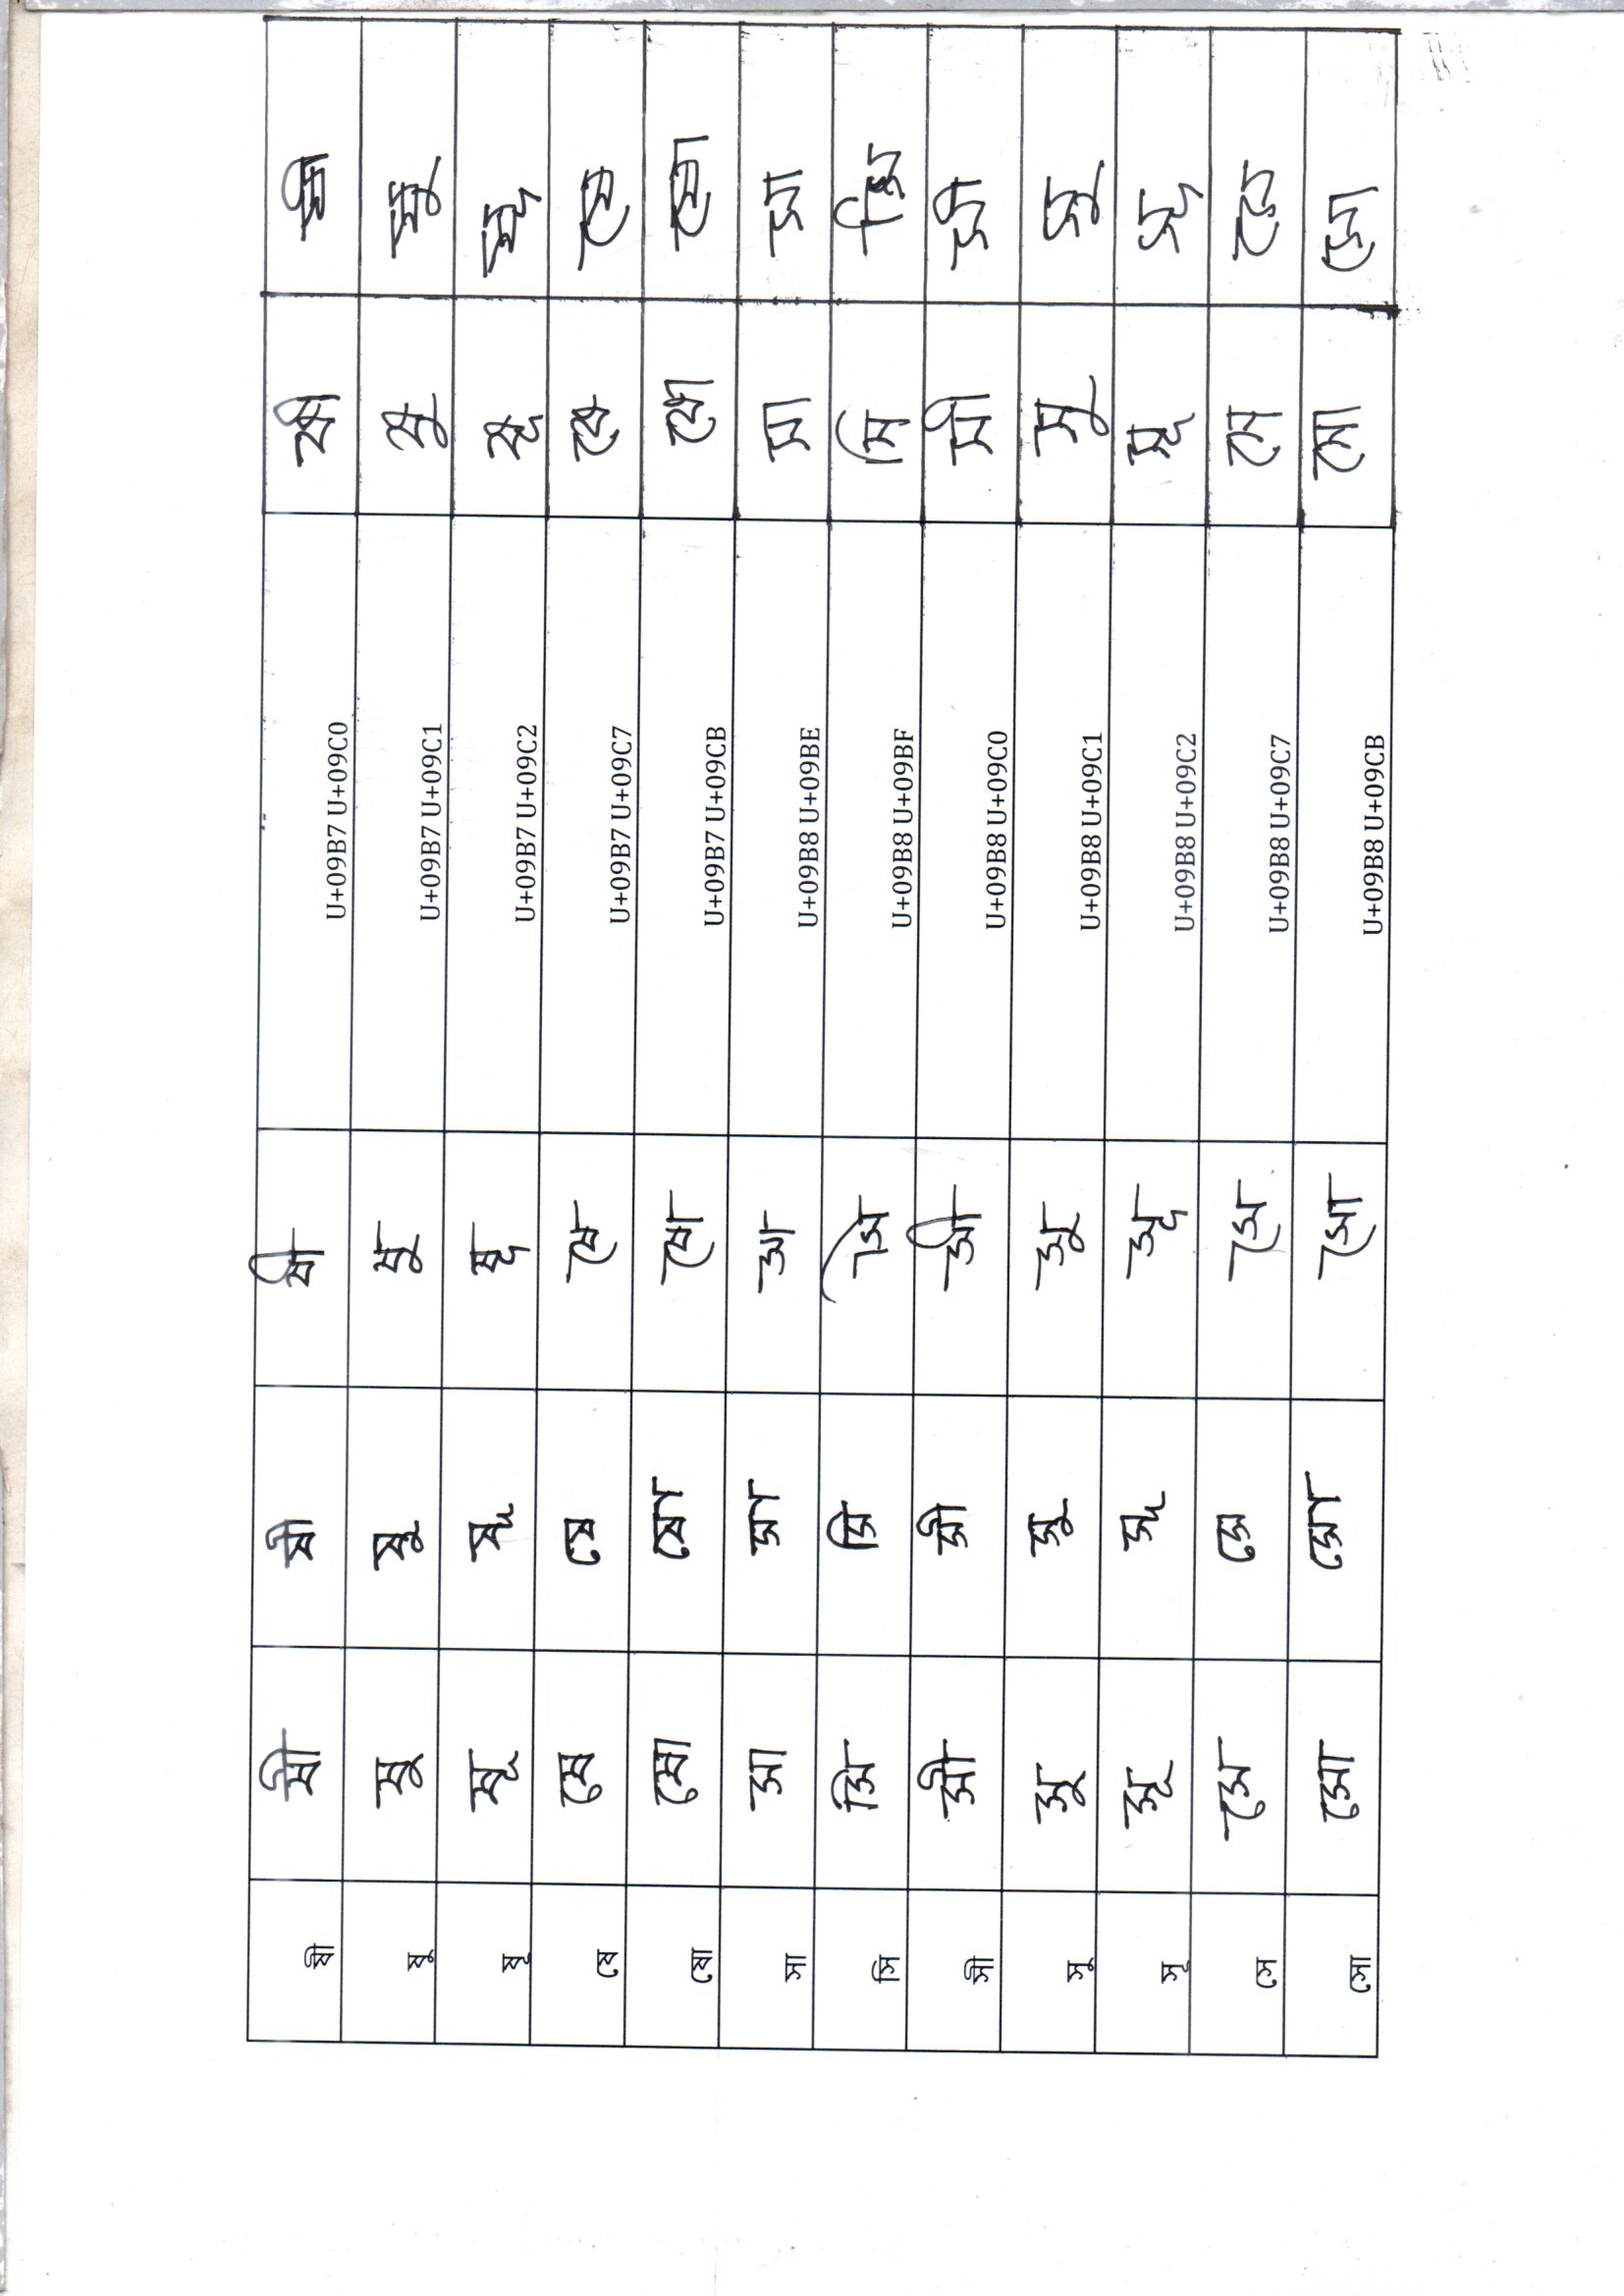 ষী ষী ষী ষী U+09B7 U+09C0 ষী ষী
ষু ষু ষু ষু U+09B7 U+09C1 ষু ষু
ষূ ষূ ষূ ষূ U+09B7 U+09C2 ষূ ষূ
ষে ষে ষে ষে U+09B7 U+09C7 ষে ষে
ষো ষো ষো ষো U+09B7 U+09CB ষো ষো
সা সা সা সা U+09B8 U+09BE সা সা
সি সি সি সি U+09B8 U+09BF সি সি
সী সী সী সী U+09B8 U+09C0 সী সী
সু সু সু সু U+09B8 U+09C1 সু সু
সূ সূ সূ সূ U+09B8 U+09C2 সূ সূ
সে সে সে সে U+09B8 U+09C7 সে সে
সো সো সো সো U+09B8 U+09CB সো সো